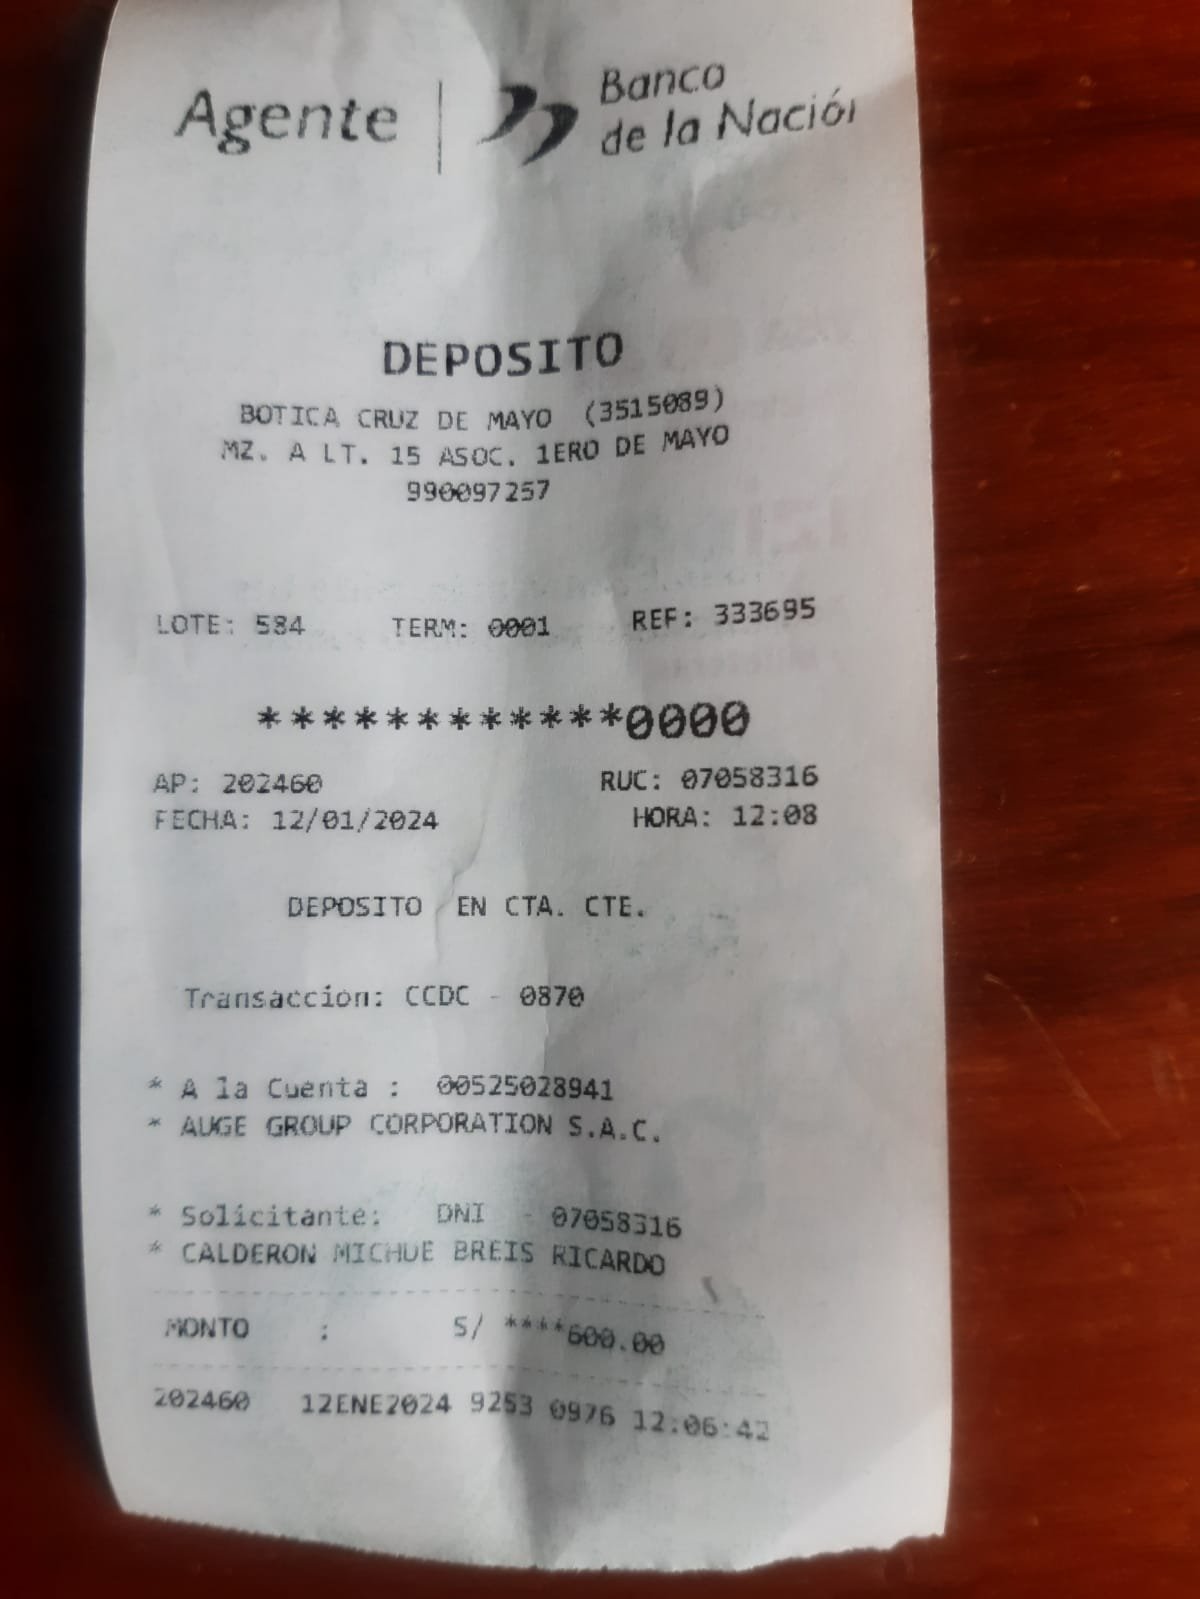 Agente | Banco
de la Nación
DEPOSITO
BOTICA CRUZ DE MAYO (3515089)
MZ. A LT. 15 ASOC. 1ERO DE MAYO
990097257
LOTE: 584 TERM: 0001 REF: 333695
************0000
AP: 202460 RUC: 07058316
FECHA: 12/01/2024 HORA: 12:08
DEPOSITO EN CTA. CTE.
Transaccion: CCDC - 0870
* A la Cuenta : 00525028941
* AUGE GROUP CORPORATION S.A.C.
* Solicitante: DNI - 07058316
* CALDERON MICHUE BREIS RICARDO
MONTO : S/ ****600.00
202460 12ENE2024 9253 0976 12:06:42